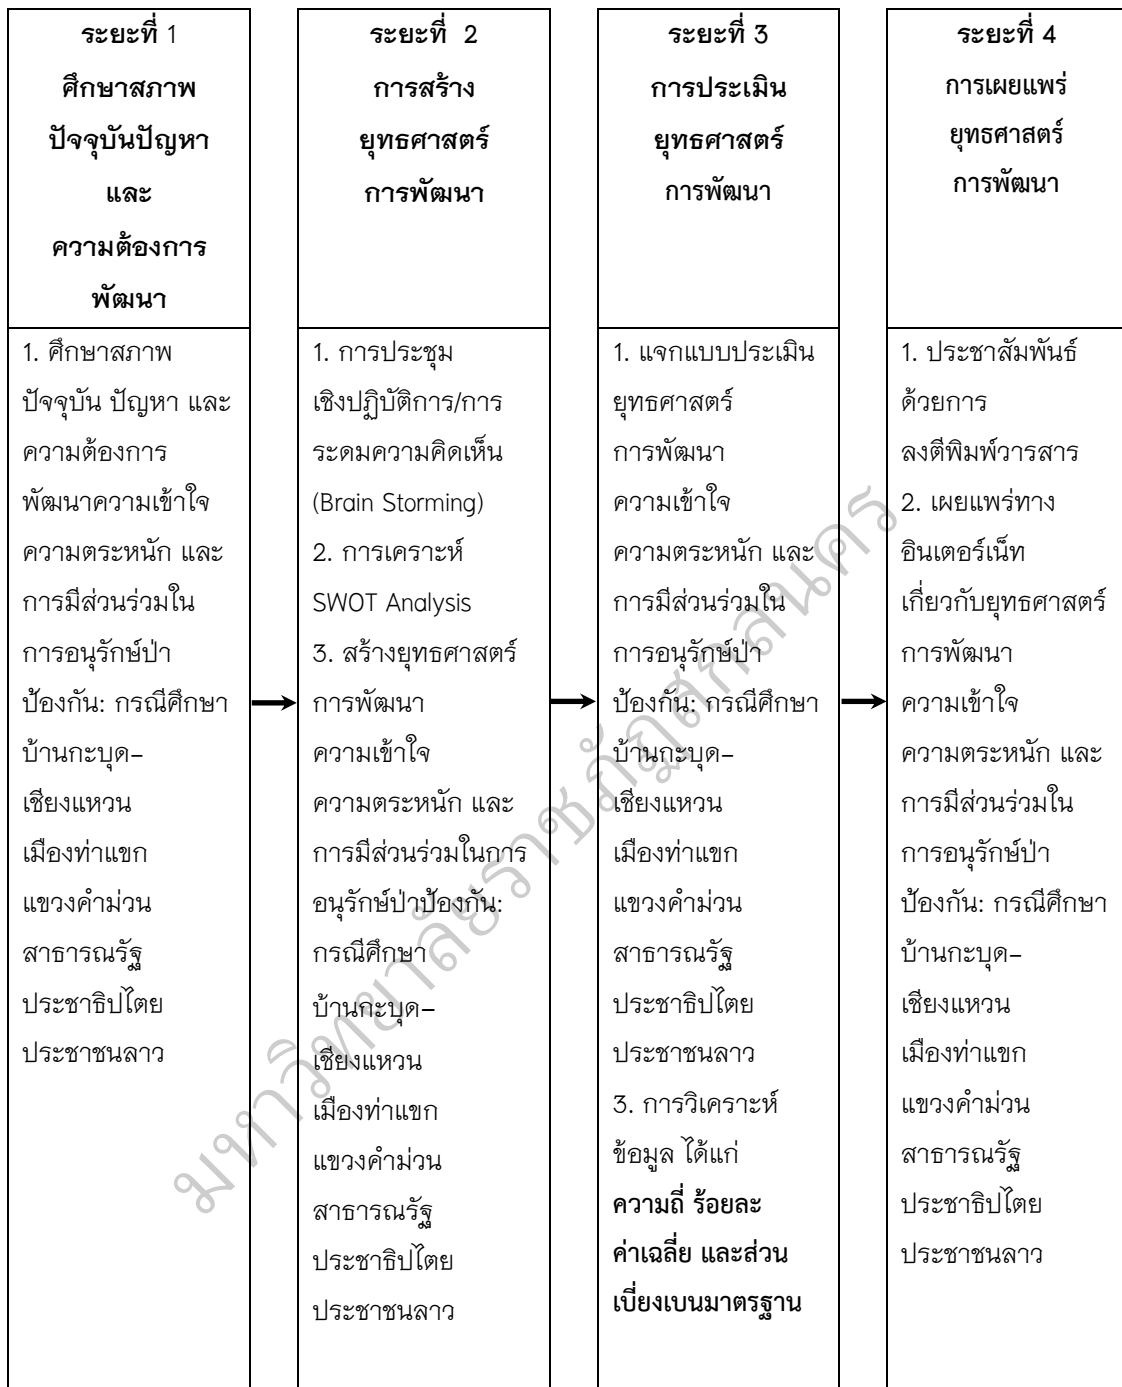 ระยะที่ 1
ศึกษาสภาพ
ปัจจุบันปัญหา
และ
ความต้องการ
พัฒนา
1. ศึกษาสภาพ
ปัจจุบัน ปัญหา และ
ความต้องการ
พัฒนาความเข้าใจ
ความตระหนัก และ
การมีส่วนร่วมใน
การอนุรักษ์ป่า
ป้องกัน: กรณีศึกษา
บ้านกะบุด–
เชียงแหวน
เมืองท่าแขก
แขวงคำม่วน
สาธารณรัฐ
ประชาธิปไตย
ประชาชนลาว
ระยะที่ 2
การสร้าง
ยุทธศาสตร์
การพัฒนา
1. การประชุม
เชิงปฏิบัติการ/การ
ระดมความคิดเห็น
(Brain Storming)
2. การเคราะห์
SWOT Analysis
3. สร้างยุทธศาสตร์
การพัฒนา
ความเข้าใจ
ความตระหนัก และ
การมีส่วนร่วมในการ
อนุรักษ์ป่าป้องกัน:
กรณีศึกษา
บ้านกะบุด–
เชียงแหวน
เมืองท่าแขก
แขวงคำม่วน
สาธารณรัฐ
ประชาธิปไตย
ประชาชนลาว
ระยะที่ 3
การประเมิน
ยุทธศาสตร์
การพัฒนา
1. แจกแบบประเมิน
ยุทธศาสตร์
การพัฒนา
ความเข้าใจ
ความตระหนัก และ
การมีส่วนร่วมใน
การอนุรักษ์ป่า
ป้องกัน: กรณีศึกษา
บ้านกะบุด–
เชียงแหวน
เมืองท่าแขก
แขวงคำม่วน
สาธารณรัฐ
ประชาธิปไตย
ประชาชนลาว
3. การวิเคราะห์
ข้อมูล ได้แก่
ความถี่ ร้อยละ
ค่าเฉลี่ย และส่วน
เบี่ยงเบนมาตรฐาน
ระยะที่ 4
การเผยแพร่
ยุทธศาสตร์
การพัฒนา
1. ประชาสัมพันธ์
ด้วยการ
ลงตีพิมพ์วารสาร
2. เผยแพร่ทาง
อินเตอร์เน็ท
เกี่ยวกับยุทธศาสตร์
การพัฒนา
ความเข้าใจ
ความตระหนัก และ
การมีส่วนร่วมใน
การอนุรักษ์ป่า
ป้องกัน: กรณีศึกษา
บ้านกะบุด–
เชียงแหวน
เมืองท่าแขก
แขวงคำม่วน
สาธารณรัฐ
ประชาธิปไตย
ประชาชนลาว
มหาวิทยาลัยราชภัฏสกลนคร